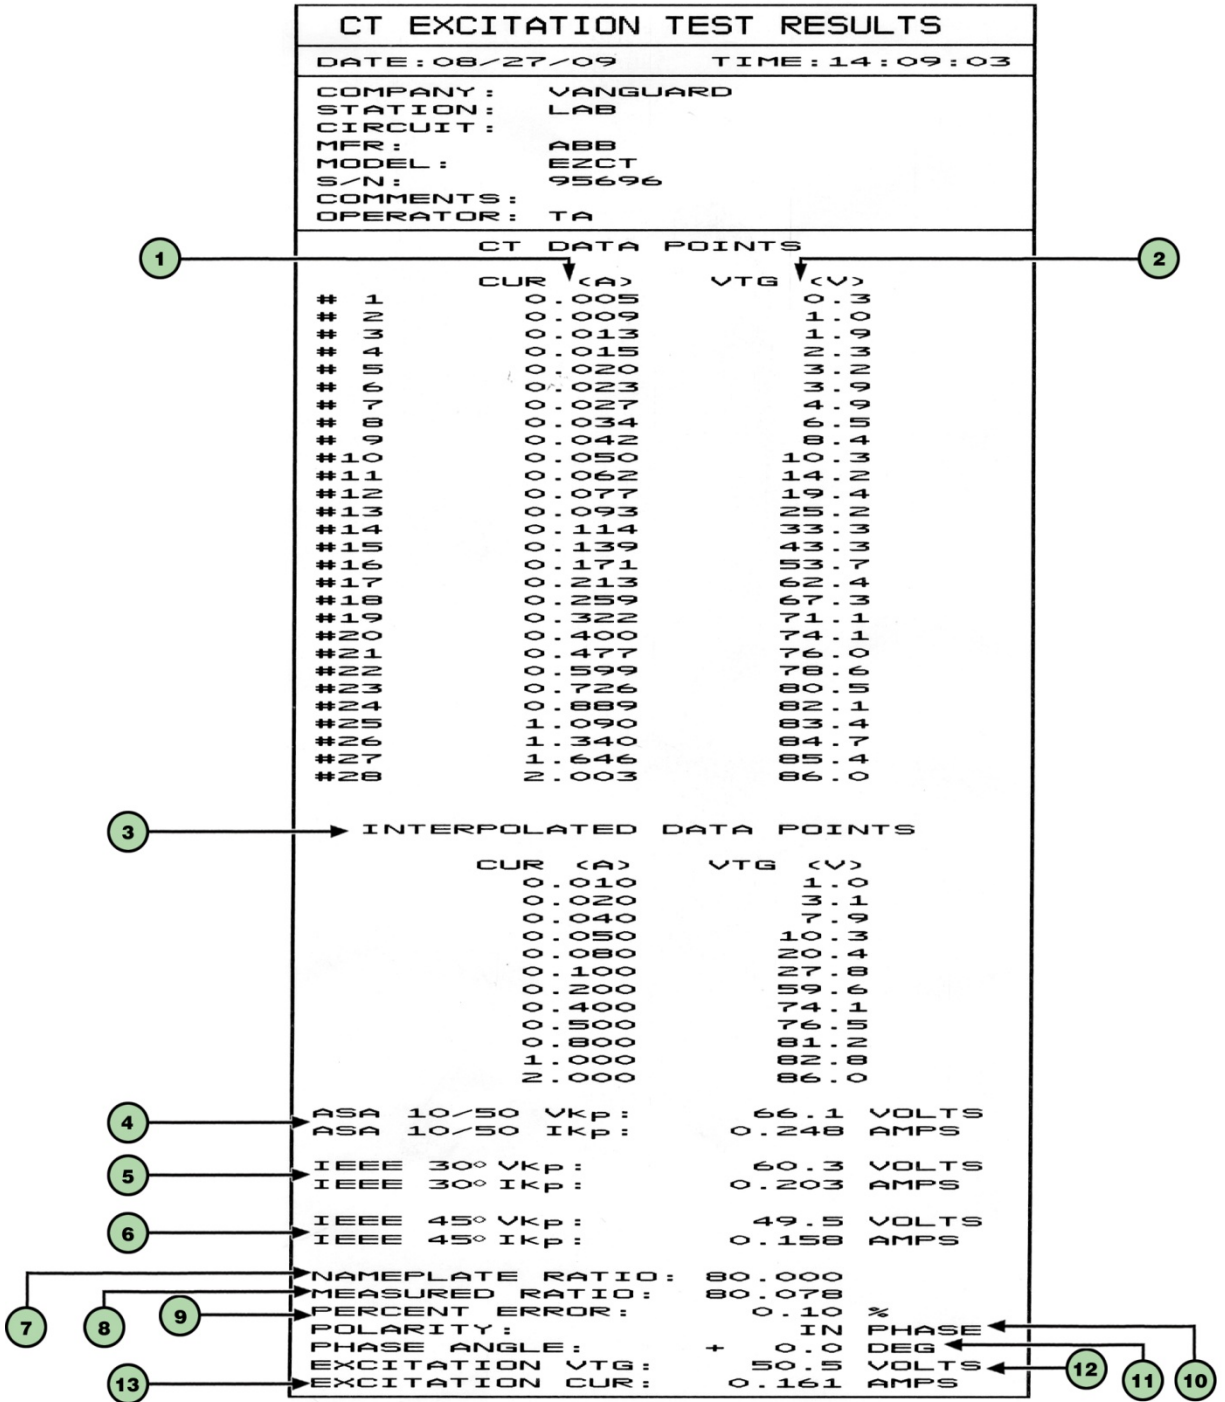 CT EXCITATION TEST RESULTS
DATE:08/27/09 TIME:14:09:03
COMPANY: VANGUARD
STATION: LAB
CIRCUIT:
MFR: ABB
MODEL: EZCT
S/N: 95696
COMMENTS:
OPERATOR: TA
CT DATA POINTS
1 2
CUR (A) VTG (V)
# 1 0.005 0.3
# 2 0.009 1.0
# 3 0.013 1.9
# 4 0.015 2.3
# 5 0.020 3.2
# 6 0.023 3.9
# 7 0.027 4.9
# 8 0.034 6.5
# 9 0.042 8.4
#10 0.050 10.3
#11 0.062 14.2
#12 0.077 19.4
#13 0.093 25.2
#14 0.114 33.3
#15 0.139 43.3
#16 0.171 53.7
#17 0.213 62.4
#18 0.259 67.3
#19 0.322 71.1
#20 0.400 74.1
#21 0.477 76.0
#22 0.599 78.6
#23 0.726 80.5
#24 0.889 82.1
#25 1.090 83.4
#26 1.340 84.7
#27 1.646 85.4
#28 2.003 86.0
3 INTERPOLATED DATA POINTS
CUR (A) VTG (V)
0.010 1.0
0.020 3.1
0.040 7.9
0.050 10.3
0.080 20.4
0.100 27.8
0.200 59.6
0.400 74.1
0.500 76.5
0.800 81.2
1.000 82.8
2.000 86.0
4
ASA 10/50 Vkp: 66.1 VOLTS
ASA 10/50 Ikp: 0.248 AMPS
5
IEEE 30° Vkp: 60.3 VOLTS
IEEE 30° Ikp: 0.203 AMPS
6
IEEE 45° Vkp: 49.5 VOLTS
IEEE 45° Ikp: 0.158 AMPS
NAMEPLATE RATIO: 80.000
MEASURED RATIO: 80.078
PERCENT ERROR: 0.10 %
POLARITY: IN PHASE
PHASE ANGLE: + 0.0 DEG
EXCITATION VTG: 50.5 VOLTS
EXCITATION CUR: 0.161 AMPS
7 8 9 13
12 11 10